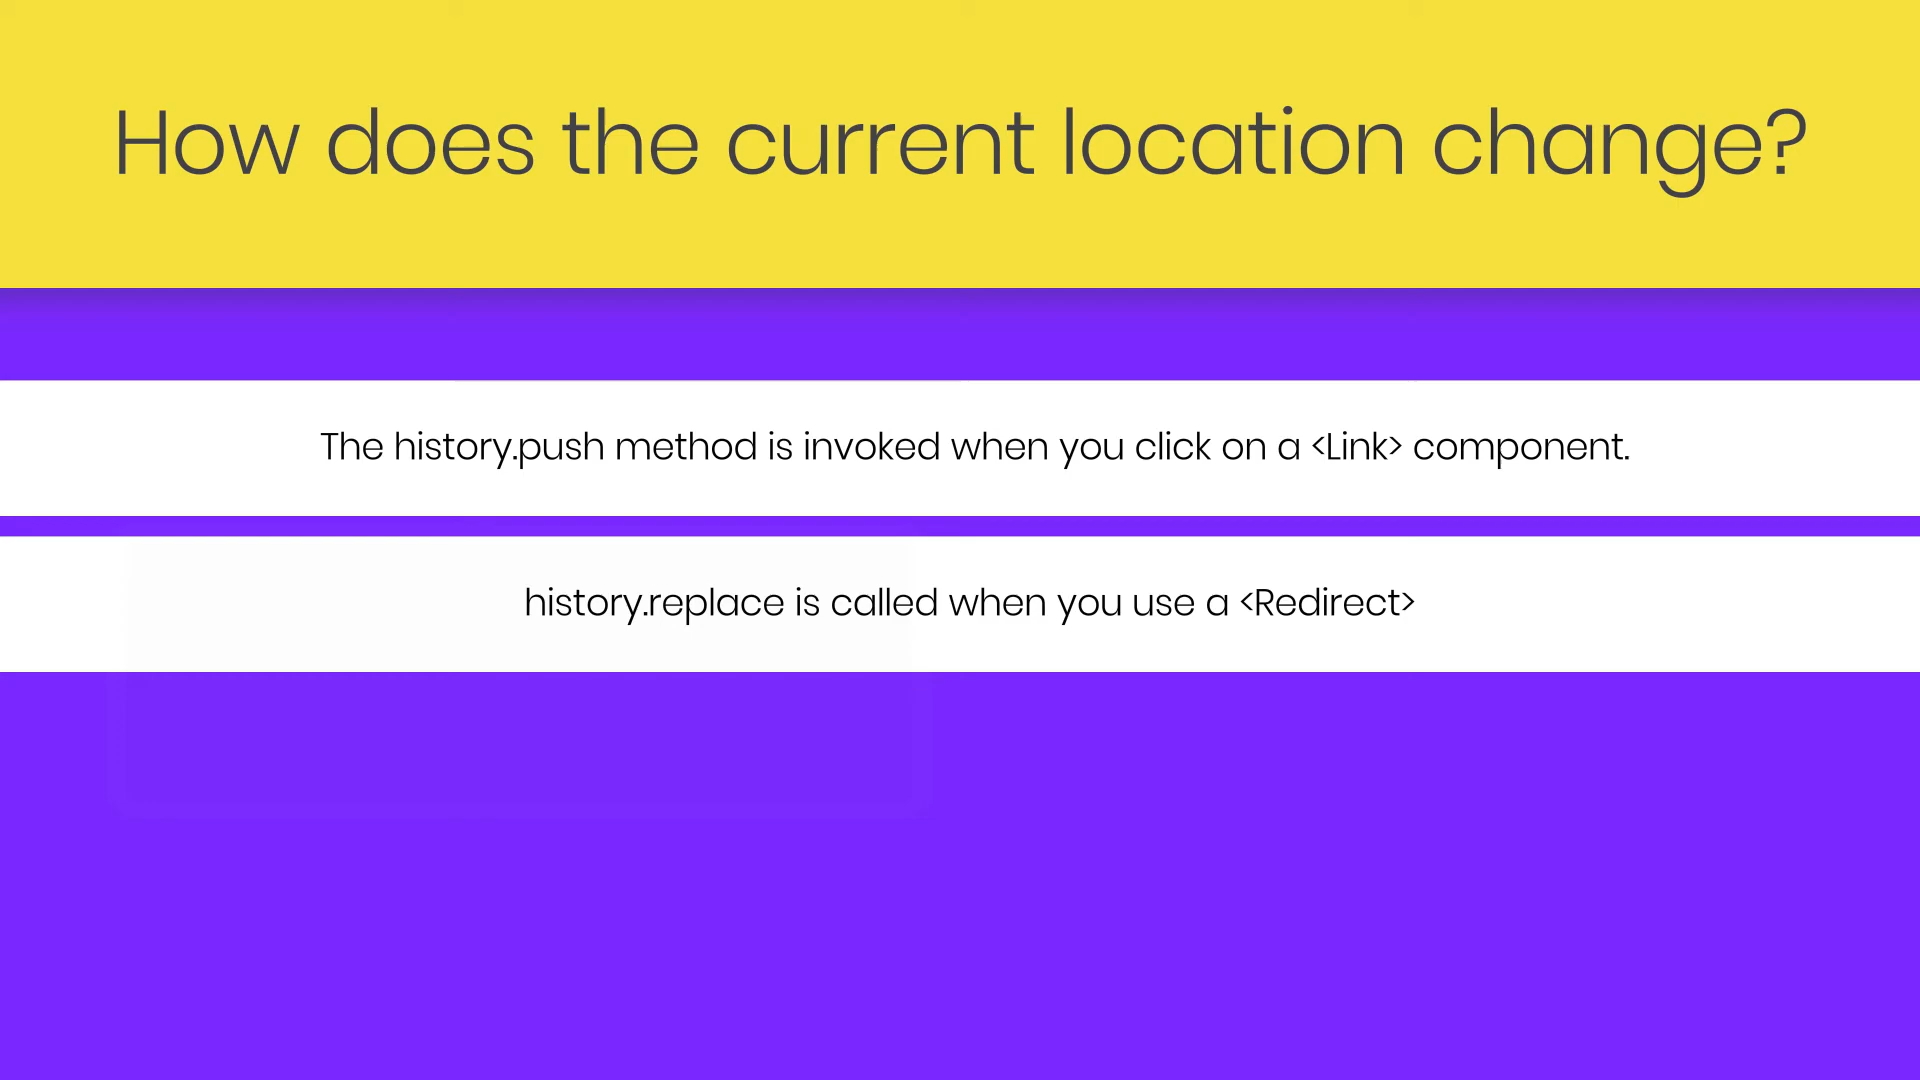 How does the current location change?
The history.push method is invoked when you click on a <Link> component.
history.replace is called when you use a <Redirect>